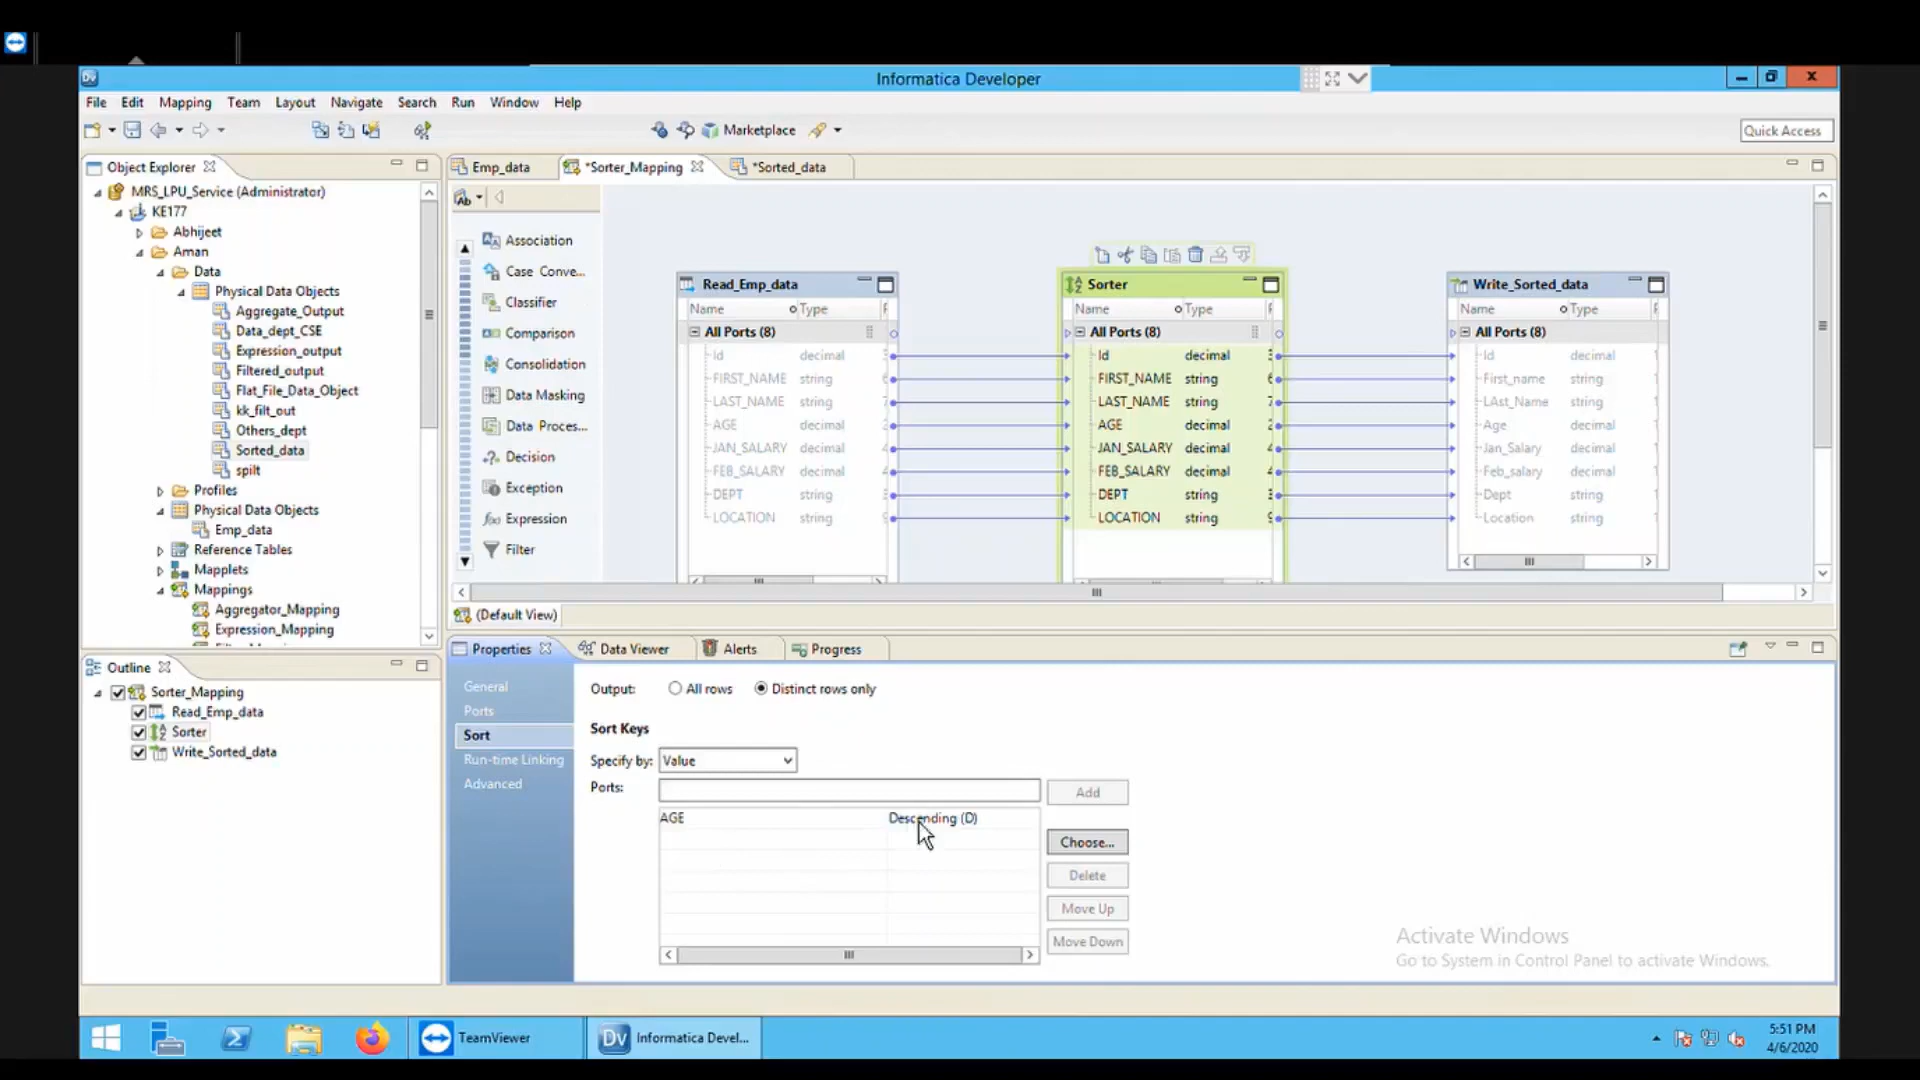 Informatica Developer
File Edit Mapping Team Layout Navigate Search Run Window Help
Marketplace
Quick Access
Object Explorer
MRS_LPU_Service (Administrator)
KE177
Abhijeet
Aman
Data
Physical Data Objects
Aggregate_Output
Data_dept_CSE
Expression_output
Filtered_output
Flat_File_Data_Object
kk_filt_out
Others_dept
Sorted_data
spilt
Profiles
Physical Data Objects
Emp_data
Reference Tables
Mapplets
Mappings
Aggregator_Mapping
Expression_Mapping
Outline
Sorter_Mapping
Read_Emp_data
Sorter
Write_Sorted_data
Emp_data *Sorter_Mapping *Sorted_data
Association
Case Conve...
Classifier
Comparison
Consolidation
Data Masking
Data Proces...
Decision
Exception
Expression
Filter
Read_Emp_data
Name Type
All Ports (8)
Id decimal
FIRST_NAME string
LAST_NAME string
AGE decimal
JAN_SALARY decimal
FEB_SALARY decimal
DEPT string
LOCATION string
Sorter
Name Type
All Ports (8)
Id decimal
FIRST_NAME string
LAST_NAME string
AGE decimal
JAN_SALARY decimal
FEB_SALARY decimal
DEPT string
LOCATION string
Write_Sorted_data
Name Type
All Ports (8)
Id decimal
First_name string
LAst_Name string
Age decimal
Jan_Salary decimal
Feb_salary decimal
Dept string
Location string
(Default View)
Properties Data Viewer Alerts Progress
General
Ports
Sort
Run-time Linking
Advanced
Output: All rows Distinct rows only
Sort Keys
Specify by: Value
Ports:
Add
AGE Descending (D)
Choose...
Delete
Move Up
Move Down
Activate Windows
Go to System in Control Panel to activate Windows.
TeamViewer
Dv Informatica Devel...
5:51 PM
4/6/2020